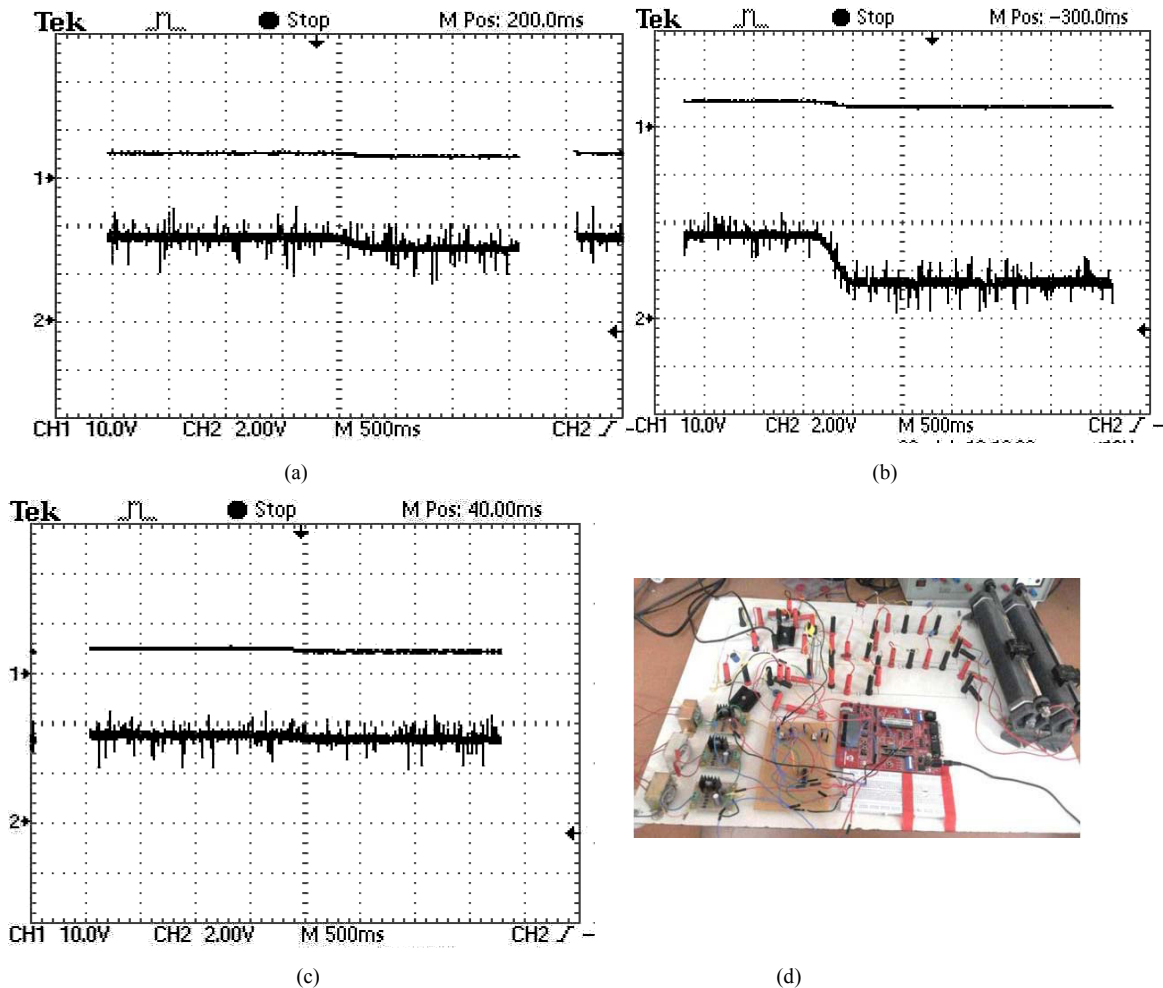 Tek Stop M Pos: 200.0ms
1
2
CH1 10.0V CH2 2.00V M 500ms CH2
(a)
Stop M Pos: -300.0ms
1
2
CH1 10.0V CH2 2.00V M 500ms CH2
(b)
Tek Stop M Pos: 40.00ms
1
2
CH1 10.0V CH2 2.00V M 500ms CH2
(c)
(d)